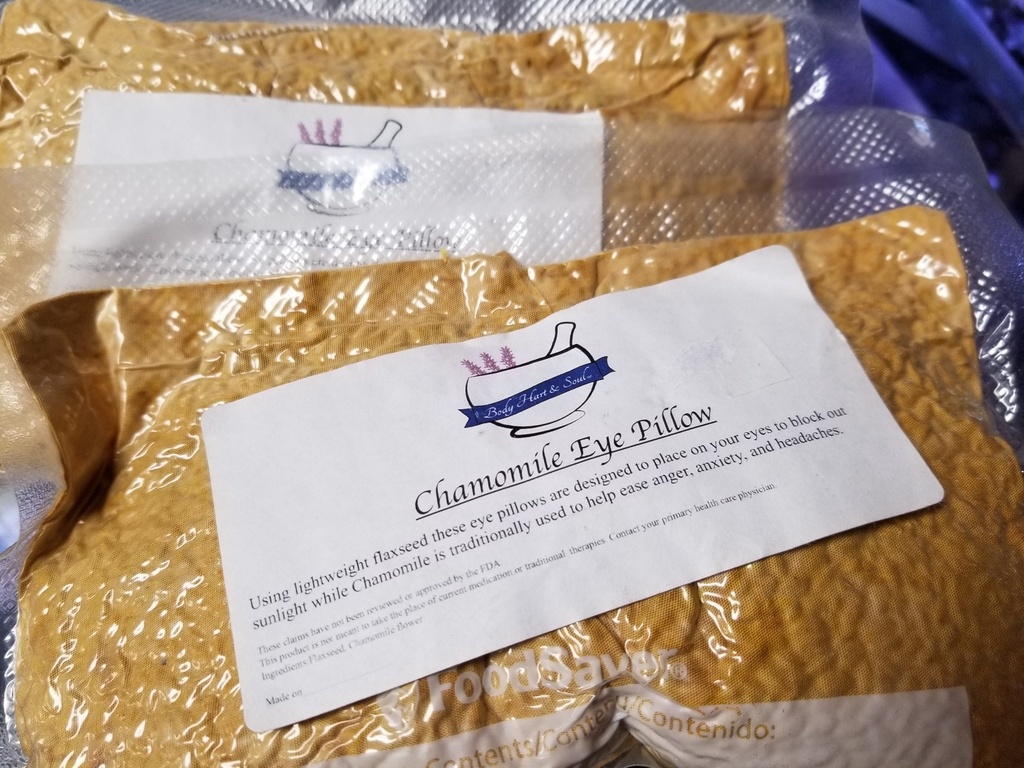 Chamomile Eye Pillow
Body Hart & Soul
Chamomile Eye Pillow
Using lightweight flaxseed these eye pillows are designed to place on your eyes to block out
sunlight while Chamomile is traditionally used to help ease anger, anxiety, and headaches.
These claims have not been reviewed or approved by the FDA
This product is not meant to take the place of current medication or traditional therapies. Contact your primary health care physician.
Ingredients:Flaxseed, Chamomile flower
Made on
FoodSaver®
Contents/Contenu/Contenido: